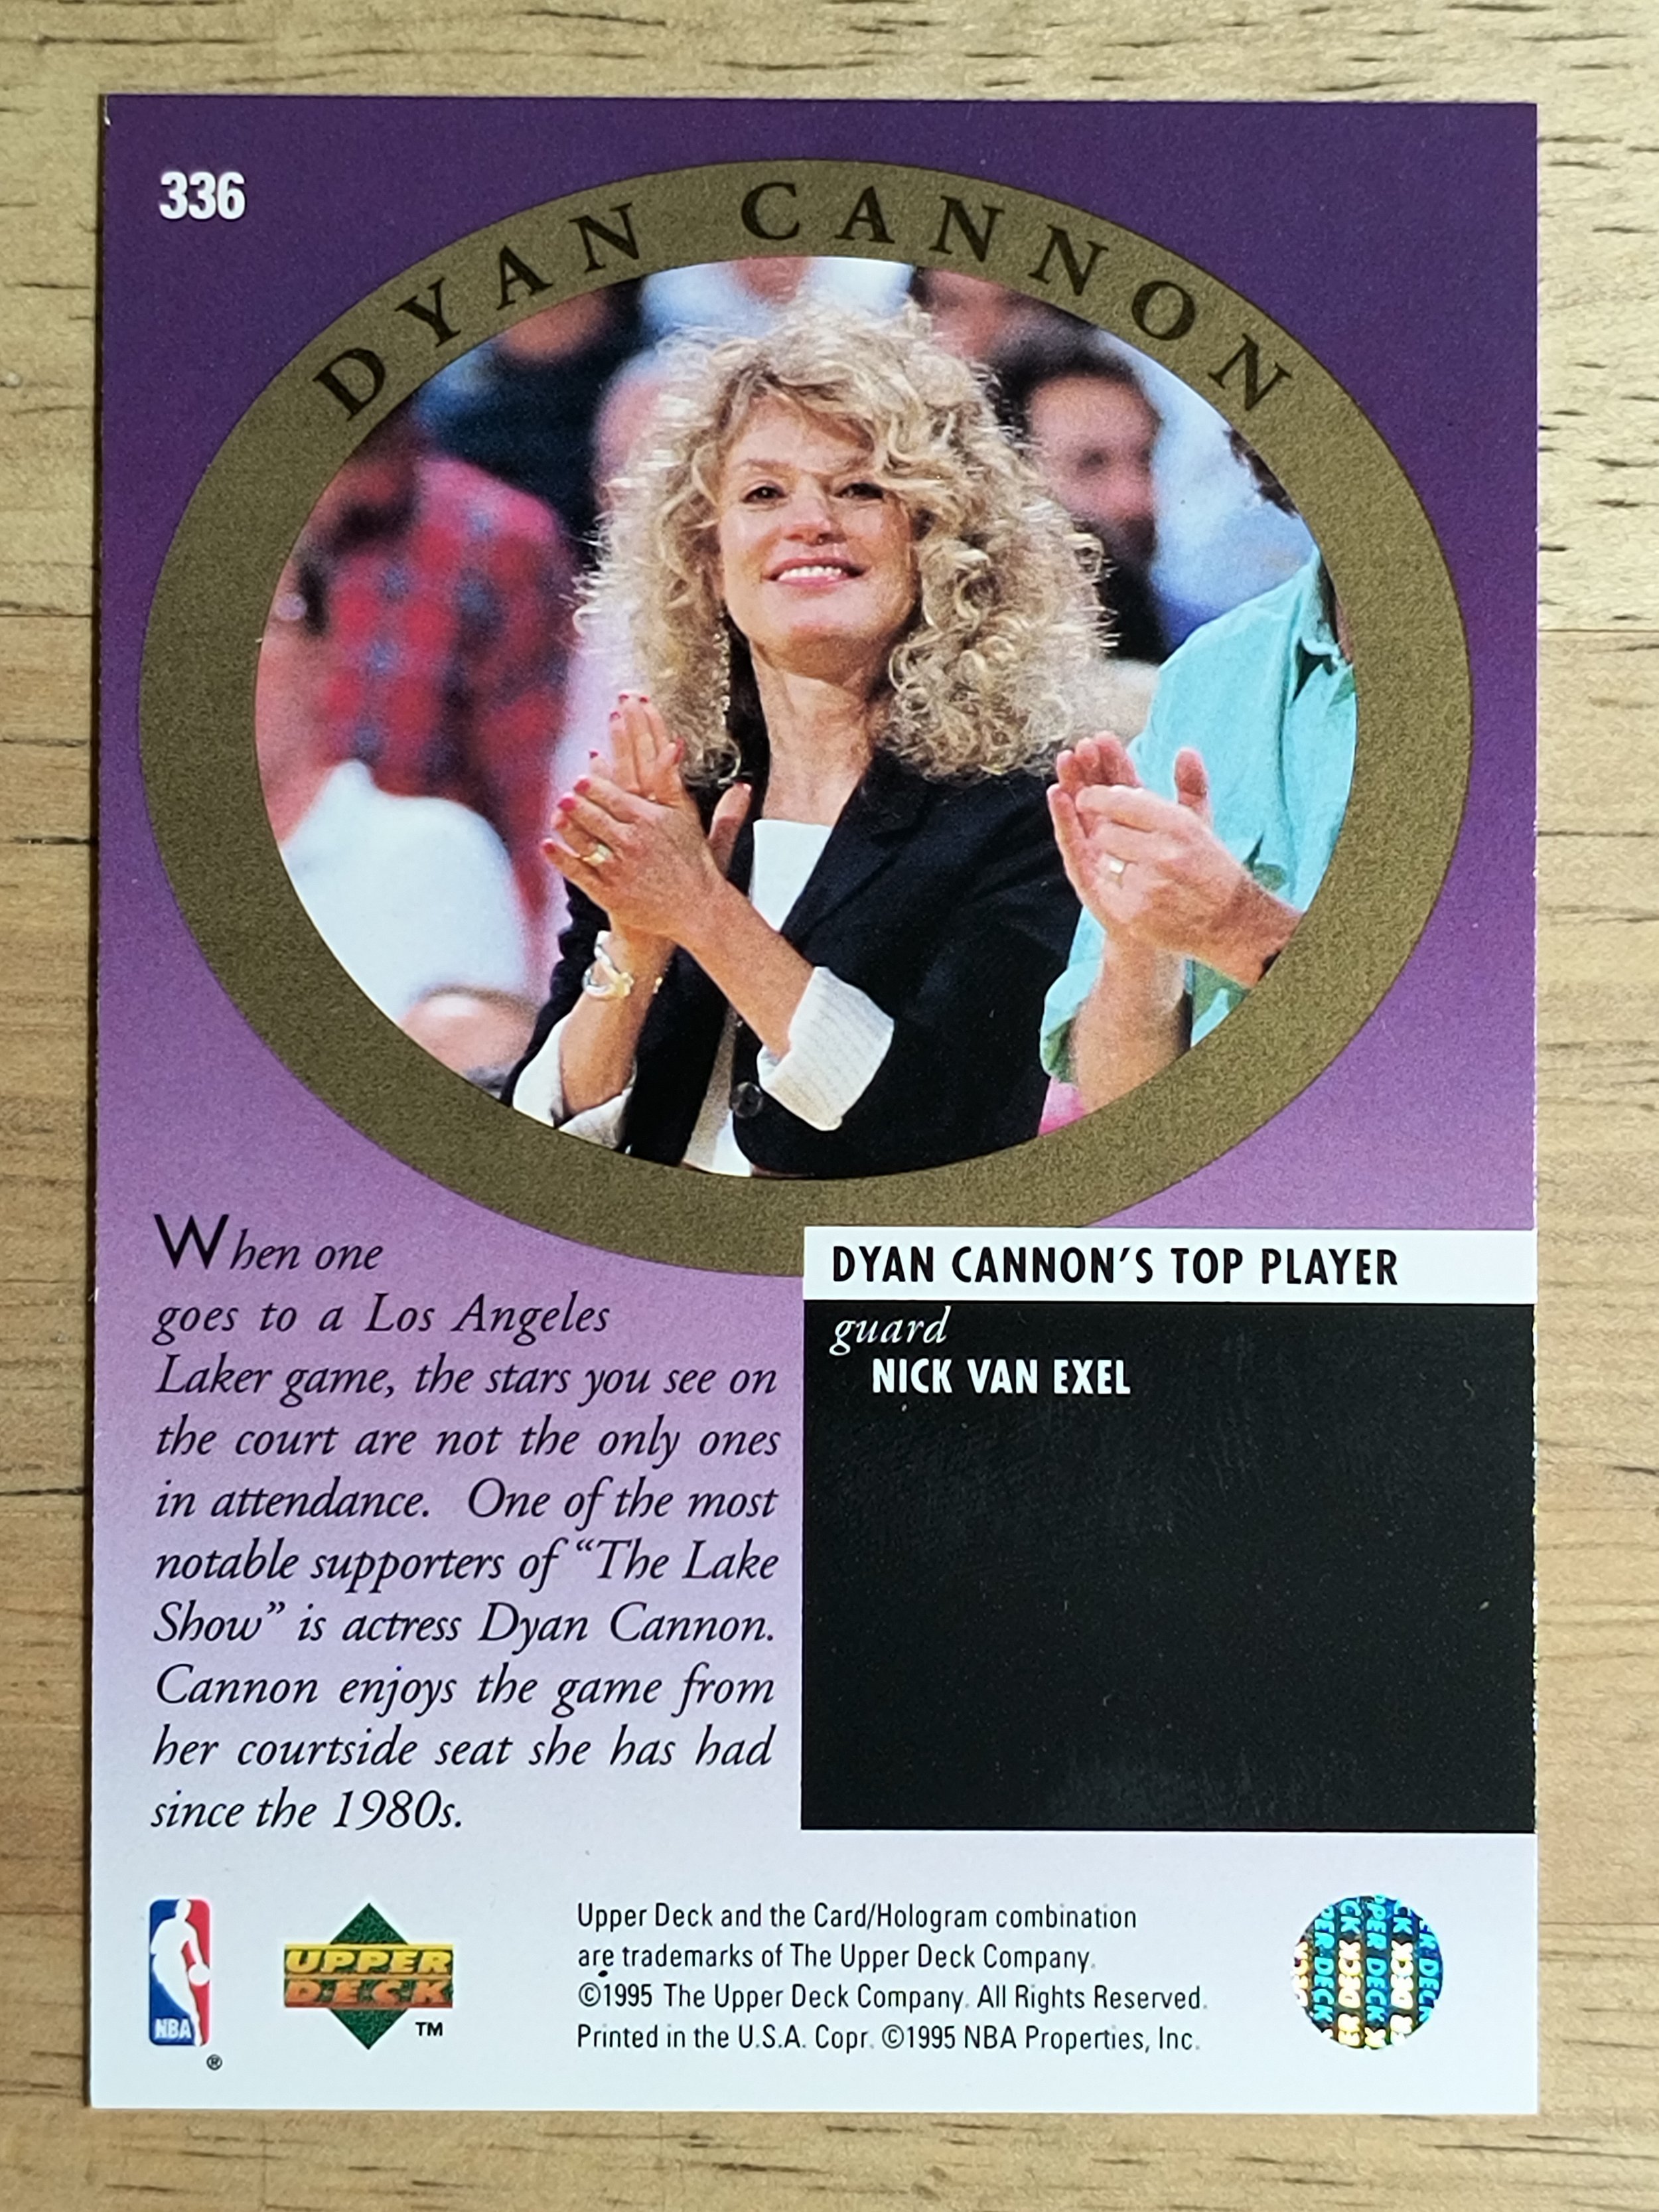 336
DYAN CANNON
When one
goes to a Los Angeles
Laker game, the stars you see on
the court are not the only ones
in attendance. One of the most
notable supporters of “The Lake
Show” is actress Dyan Cannon.
Cannon enjoys the game from
her courtside seat she has had
since the 1980s.
DYAN CANNON’S TOP PLAYER
guard
NICK VAN EXEL
NBA
®
UPPER
DECK
™
Upper Deck and the Card/Hologram combination
are trademarks of The Upper Deck Company.
©1995 The Upper Deck Company. All Rights Reserved.
Printed in the U.S.A. Copr. ©1995 NBA Properties, Inc.
UPPER DECK